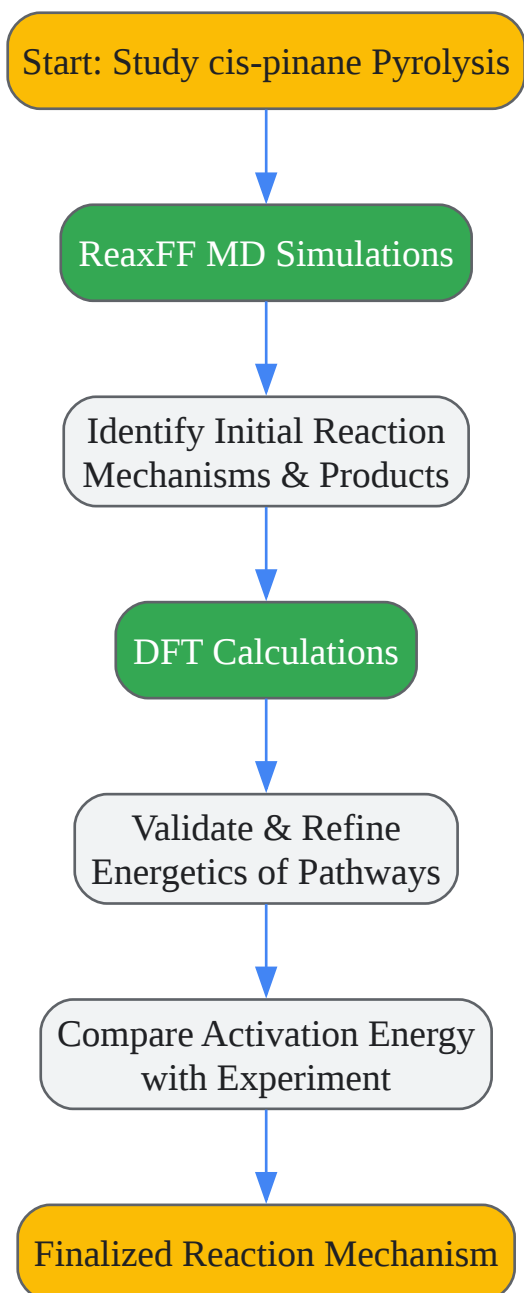 Start: Study cis-pinane Pyrolysis
ReaxFF MD Simulations
Identify Initial Reaction
Mechanisms & Products
DFT Calculations
Validate & Refine
Energetics of Pathways
Compare Activation Energy
with Experiment
Finalized Reaction Mechanism